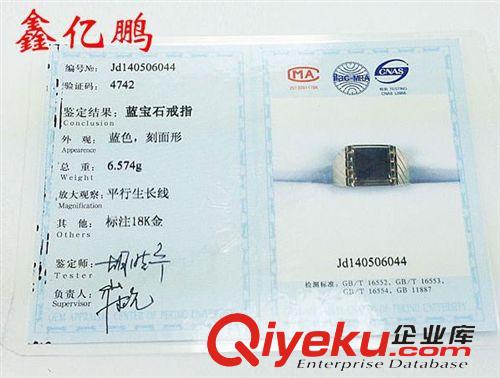 鑫亿鹏
编号№: Jd140506044
验证码: 4742
鉴定结果: 蓝宝石戒指
Conclusion
外 观: 蓝色，刻面形
Appearence
总 重: 6.574g
Weight
放大观察: 平行生长线
Magnification
其 他: 标注18K金
Others
鉴定师:
Tester
负责人:
Supervisor
MA
ilac-MRA
CNAS
Jd140506044
检测标准: GB/T 16552、GB/T 16553、
GB/T 16554、GB 11887
Qiyeku.com企业库
Enterprise Database